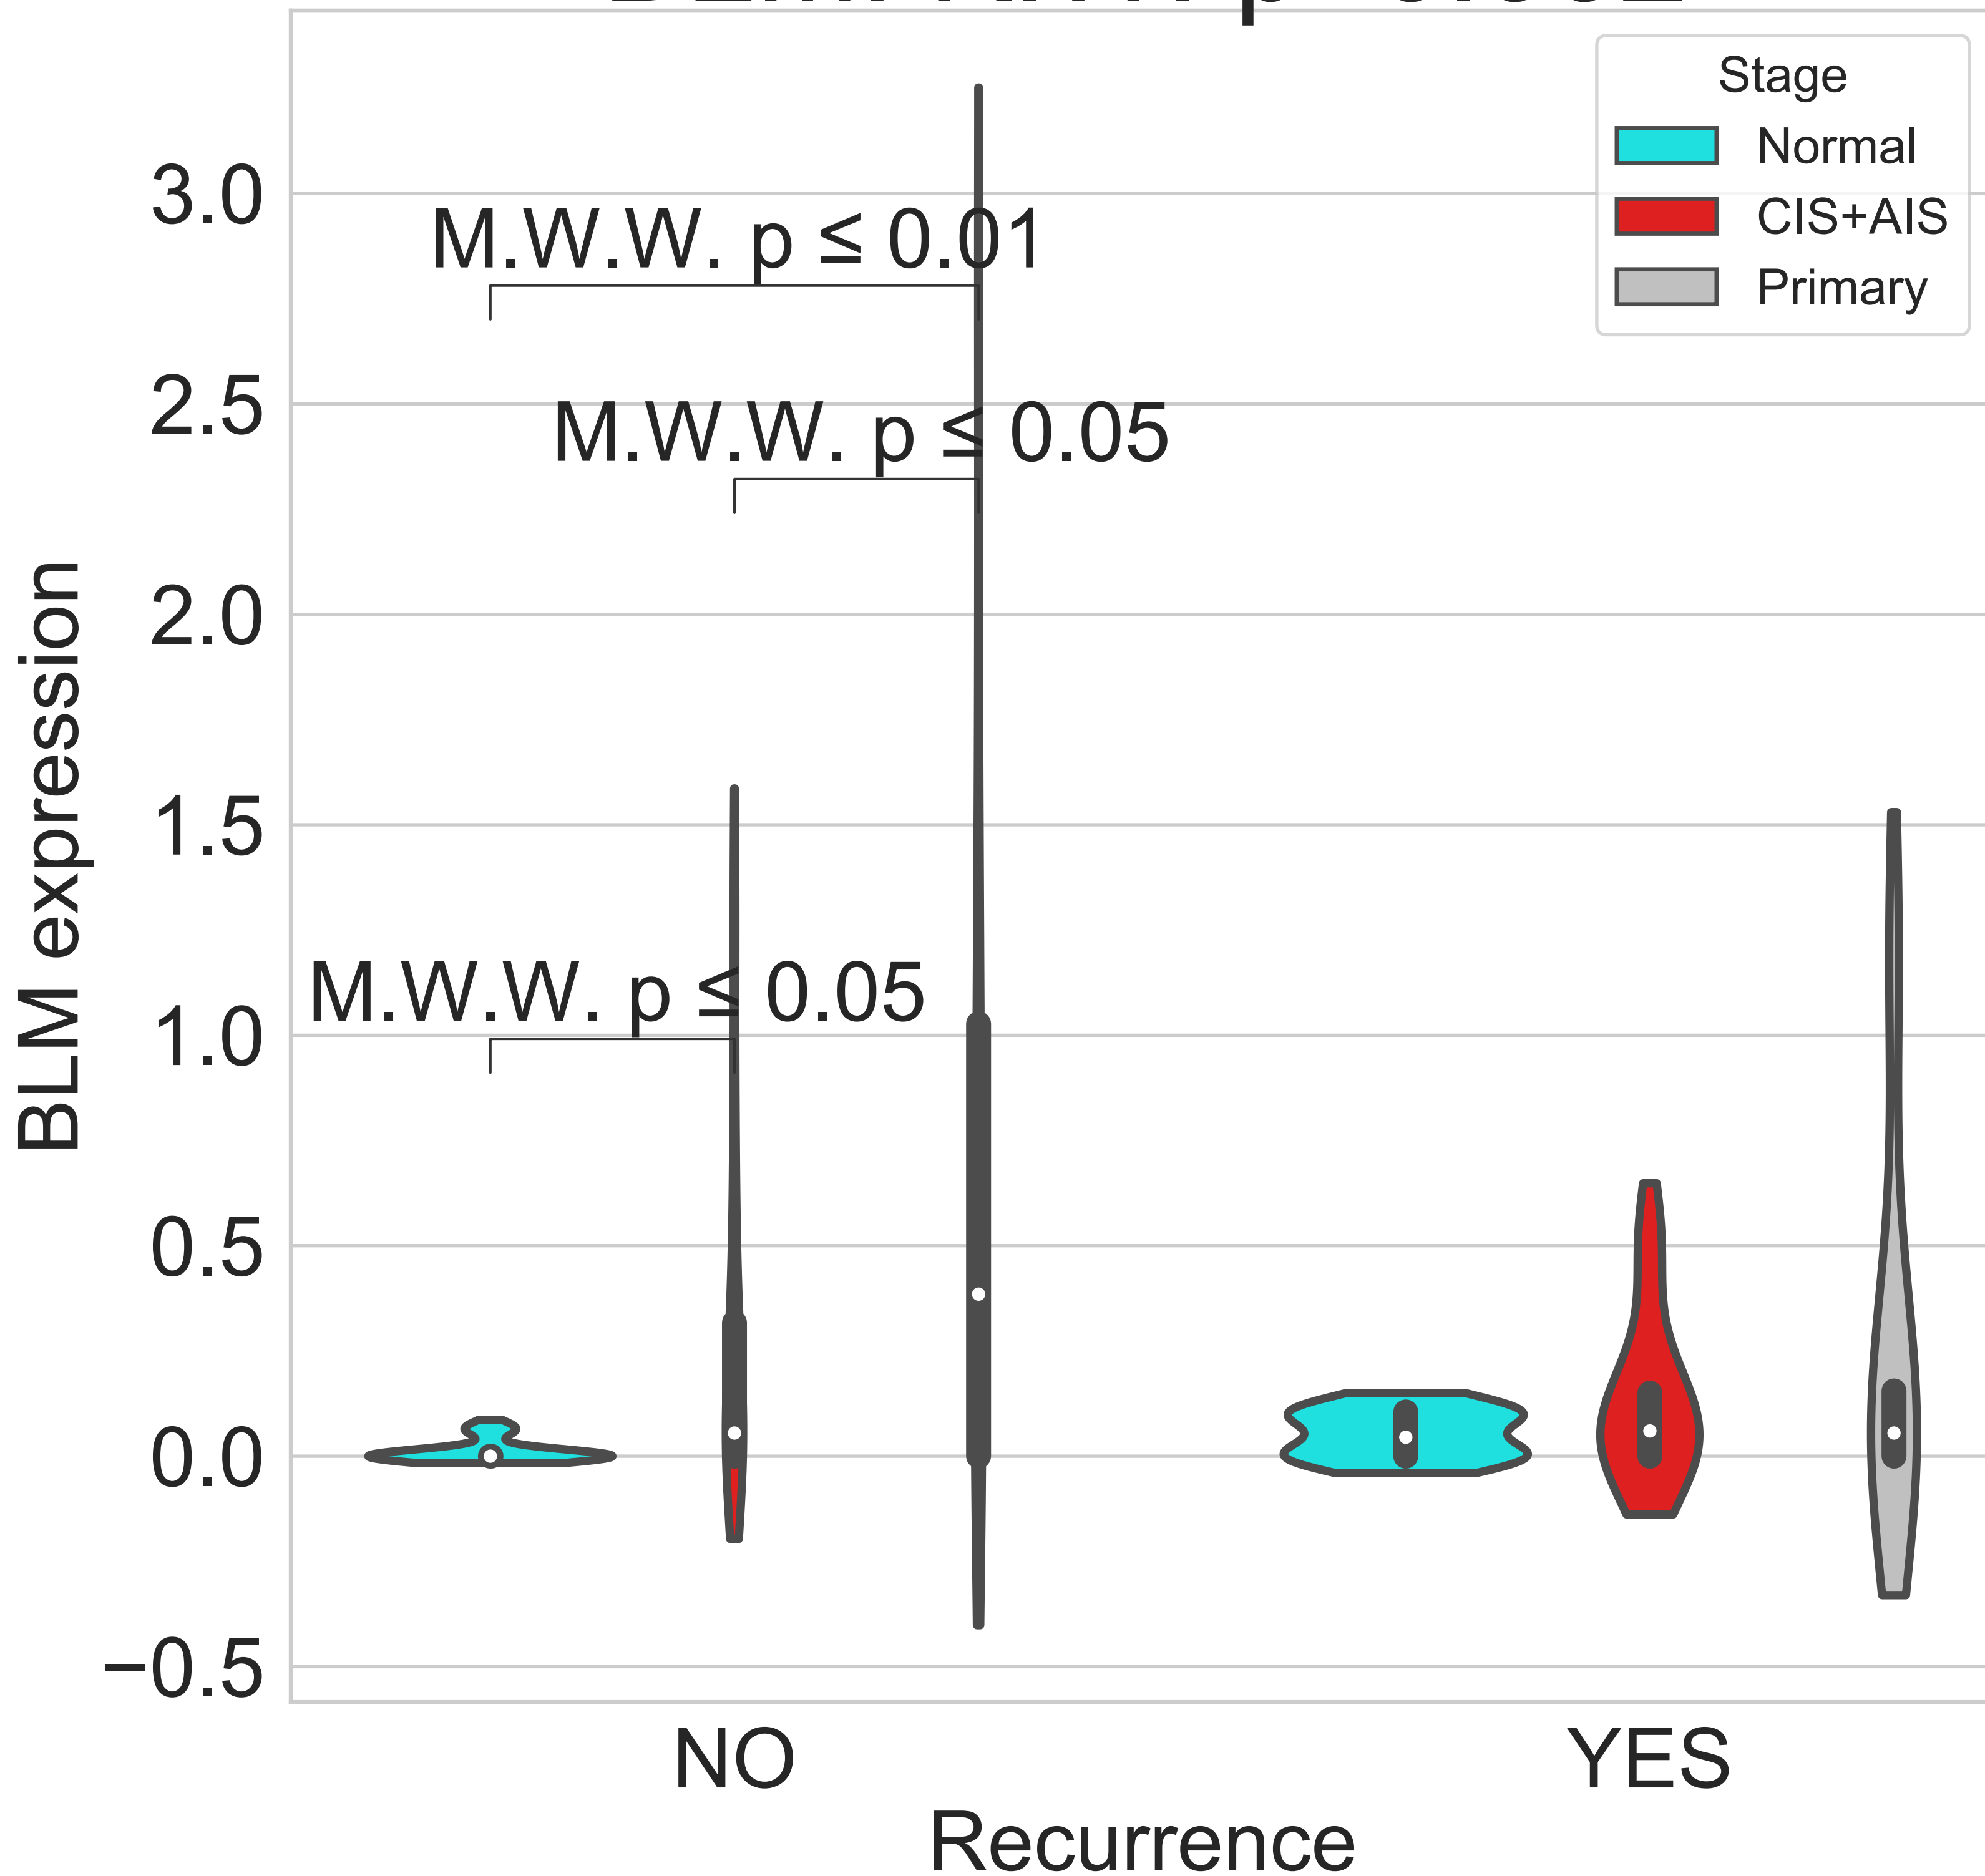 Stage
Normal
CIS+AIS
Primary
3.0
2.5
2.0
1.5
1.0
0.5
0.0
−0.5
BLM expression
M.W.W. p ≤ 0.01
M.W.W. p ≤ 0.05
M.W.W. p ≤ 0.05
NO
YES
Recurrence